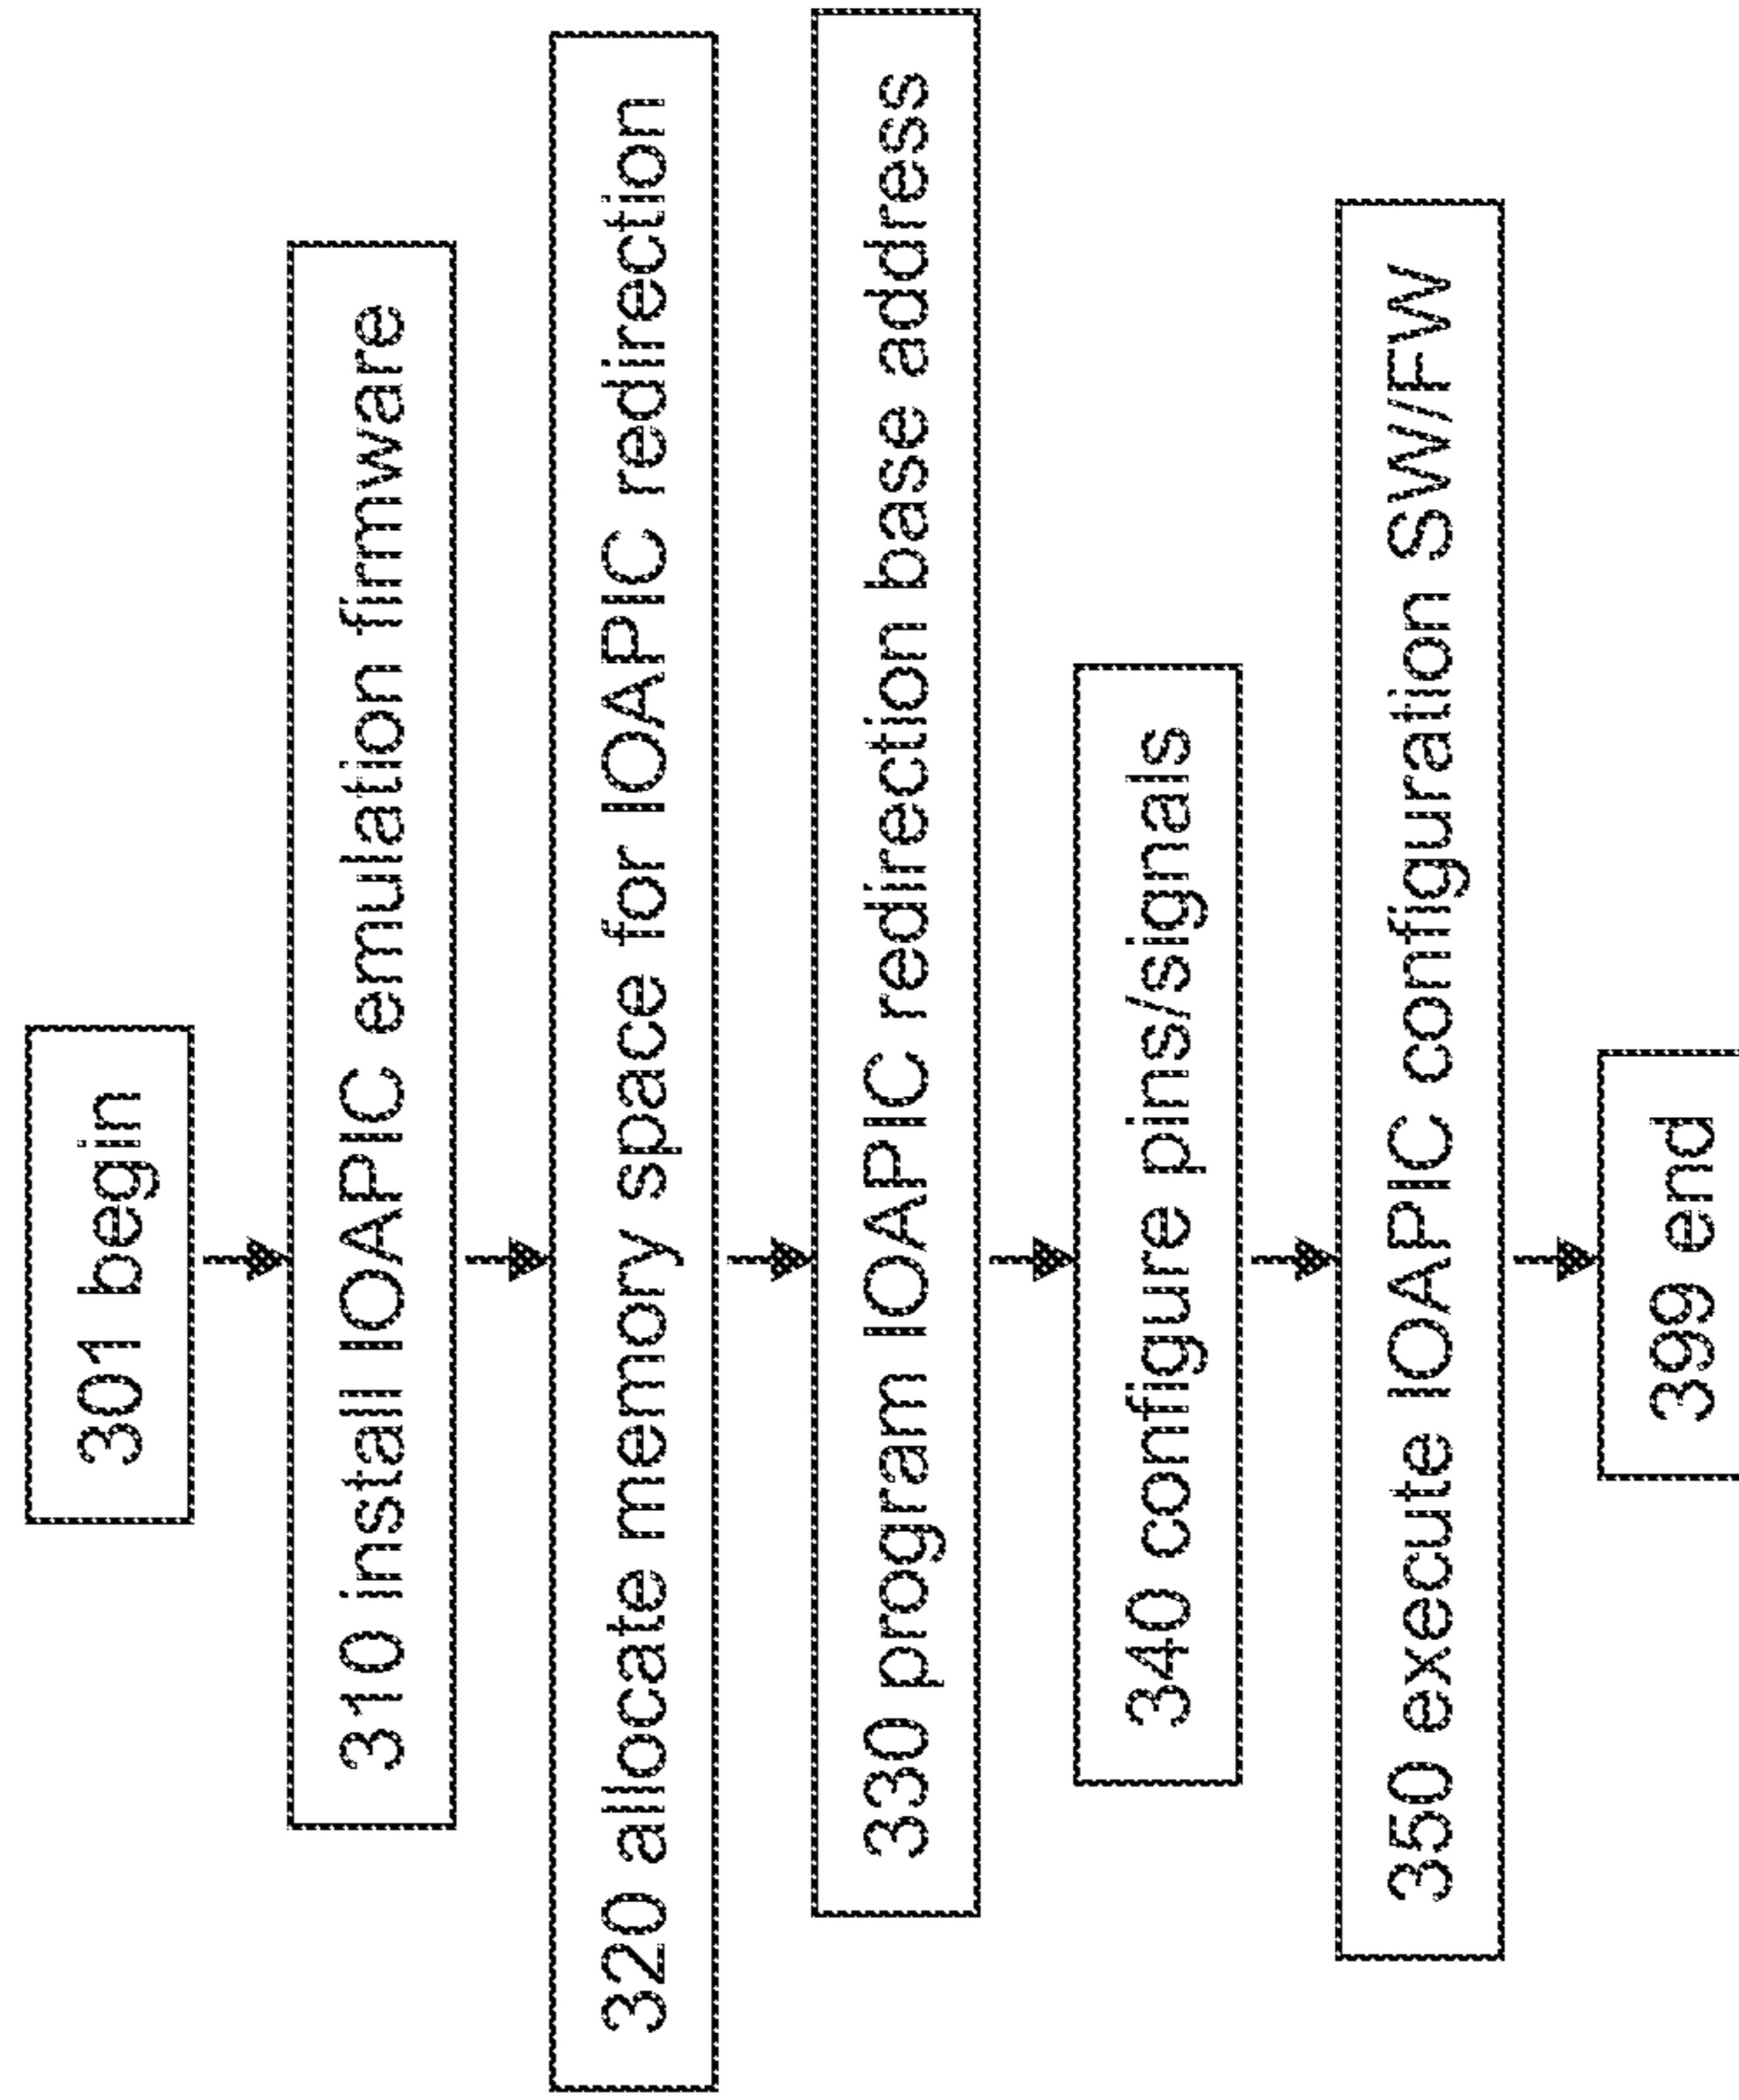 301 begin
310 install IOAPIC emulation firmware
320 allocate memory space for IOAPIC redirection
330 program IOAPIC redirection base address
340 configure pins/signals
350 execute IOAPIC configuration SW/FW
399 end